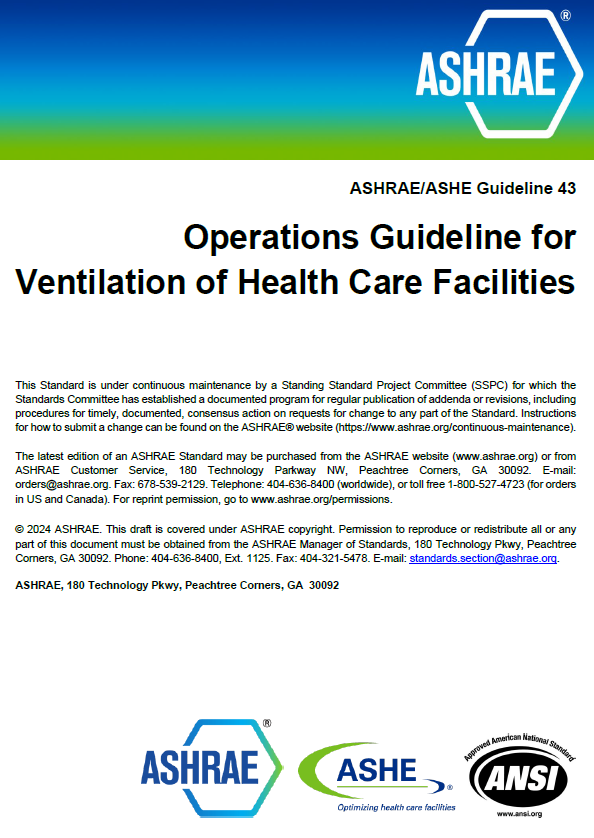 ASHRAE®
ASHRAE/ASHE Guideline 43
Operations Guideline for
Ventilation of Health Care Facilities
This Standard is under continuous maintenance by a Standing Standard Project Committee (SSPC) for which the
Standards Committee has established a documented program for regular publication of addenda or revisions, including
procedures for timely, documented, consensus action on requests for change to any part of the Standard. Instructions
for how to submit a change can be found on the ASHRAE® website (https://www.ashrae.org/continuous-maintenance).
The latest edition of an ASHRAE Standard may be purchased from the ASHRAE website (www.ashrae.org) or from
ASHRAE Customer Service, 180 Technology Parkway NW, Peachtree Corners, GA 30092. E-mail:
orders@ashrae.org. Fax: 678-539-2129. Telephone: 404-636-8400 (worldwide), or toll free 1-800-527-4723 (for orders
in US and Canada). For reprint permission, go to www.ashrae.org/permissions.
© 2024 ASHRAE. This draft is covered under ASHRAE copyright. Permission to reproduce or redistribute all or any
part of this document must be obtained from the ASHRAE Manager of Standards, 180 Technology Pkwy, Peachtree
Corners, GA 30092. Phone: 404-636-8400, Ext. 1125. Fax: 404-321-5478. E-mail: standards.section@ashrae.org.
ASHRAE, 180 Technology Pkwy, Peachtree Corners, GA 30092
ASHRAE®
ASHE®
Optimizing health care facilities
Approved American National Standard
ANSI
www.ansi.org